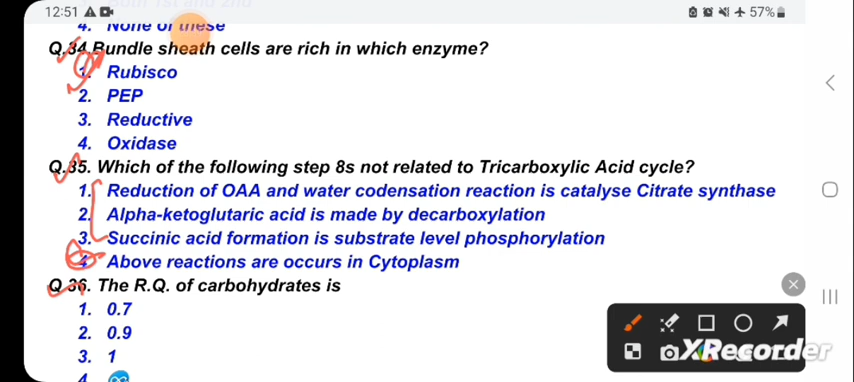 12:51 57%
4. None of these
Q.34 Bundle sheath cells are rich in which enzyme?
1. Rubisco
2. PEP
3. Reductive
4. Oxidase
Q.35. Which of the following step 8s not related to Tricarboxylic Acid cycle?
1. Reduction of OAA and water codensation reaction is catalyse Citrate synthase
2. Alpha-ketoglutaric acid is made by decarboxylation
3. Succinic acid formation is substrate level phosphorylation
4. Above reactions are occurs in Cytoplasm
Q.36. The R.Q. of carbohydrates is
1. 0.7
2. 0.9
3. 1
4. ∞
XRecorder